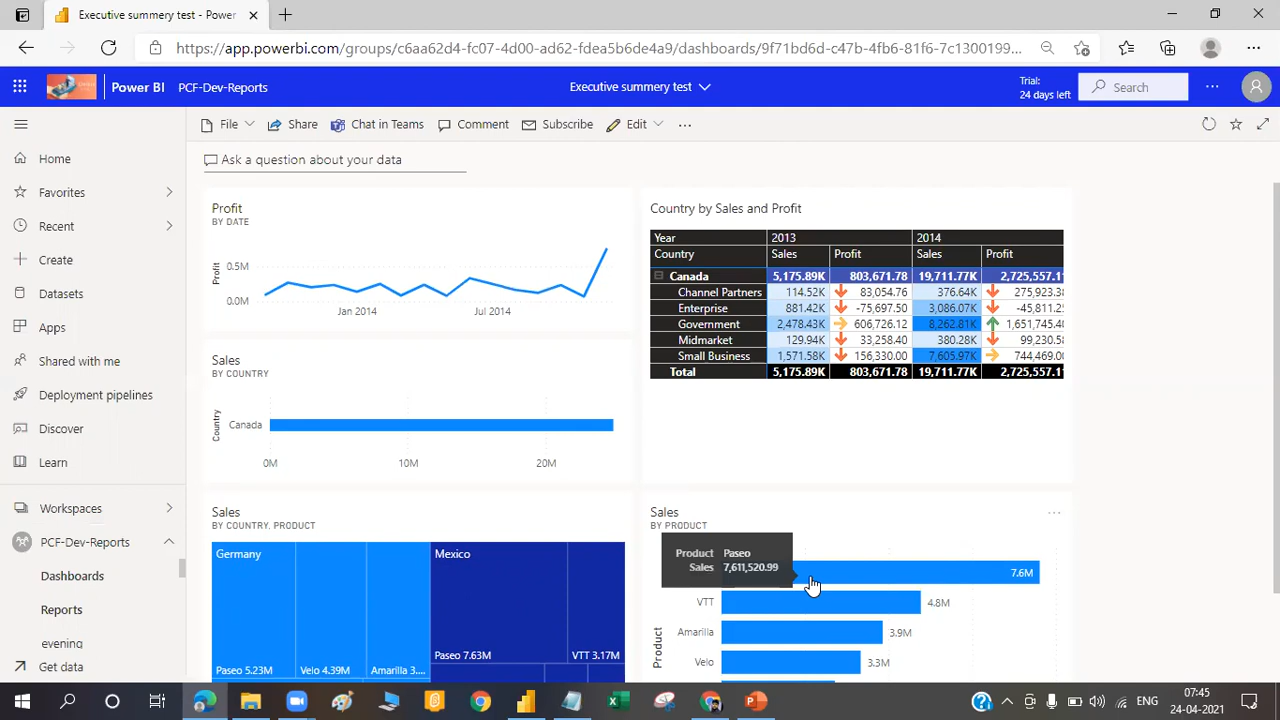 Executive summery test - Power
https://app.powerbi.com/groups/c6aa62d4-fc07-4d00-ad62-fdea5b6de4a9/dashboards/9f71bd6d-c47b-4fb6-81f6-7c1300199...
Power BI PCF-Dev-Reports
Executive summery test
Trial:
24 days left
Search
File
Share
Chat in Teams
Comment
Subscribe
Edit
Home
Favorites
Recent
Create
Datasets
Apps
Shared with me
Deployment pipelines
Discover
Learn
Workspaces
PCF-Dev-Reports
Dashboards
Reports
evening
Get data
Ask a question about your data
Profit
BY DATE
Profit
0.5M
0.0M
Jan 2014 Jul 2014
Country by Sales and Profit
Year 2013 2014
Country Sales Profit Sales Profit
Canada 5,175.89K 803,671.78 19,711.77K 2,725,557.1
Channel Partners 114.52K 83,054.76 376.64K 275,923.3
Enterprise 881.42K -75,697.50 3,086.07K -45,811.2
Government 2,478.43K 606,726.12 8,262.81K 1,651,745.4
Midmarket 129.94K 33,258.40 380.28K 99,230.5
Small Business 1,571.58K 156,330.00 7,605.97K 744,469.0
Total 5,175.89K 803,671.78 19,711.77K 2,725,557.1
Sales
BY COUNTRY
Country
Canada
0M 10M 20M
Sales
BY COUNTRY, PRODUCT
Germany
Mexico
Paseo 5.23M
Velo 4.39M
Amarilla 3....
Paseo 7.63M
VTT 3.17M
Sales
BY PRODUCT
Product Paseo
Sales 7,611,520.99
7.6M
VTT 4.8M
Amarilla 3.9M
Velo 3.3M
Product
ENG
07:45
24-04-2021